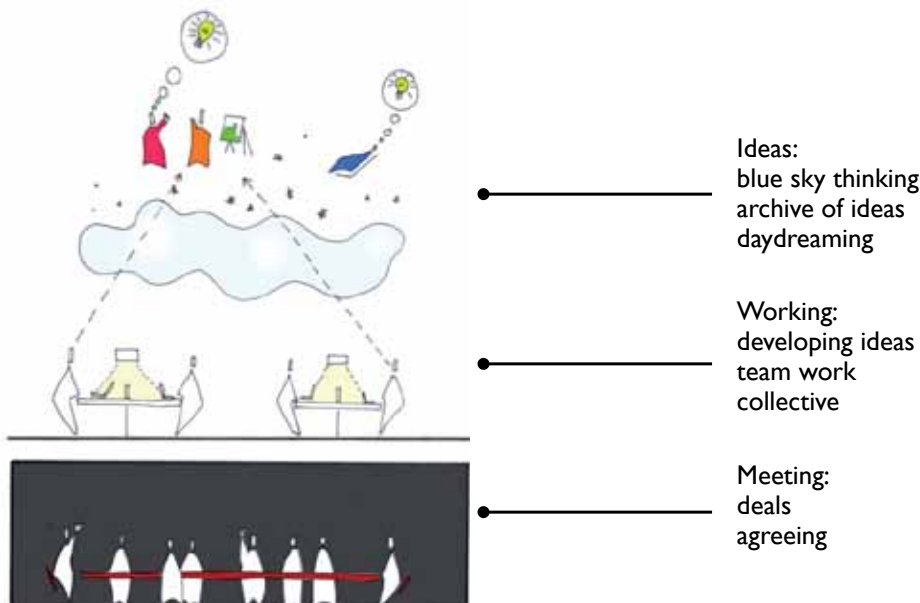 Ideas:
blue sky thinking
archive of ideas
daydreaming
Working:
developing ideas
team work
collective
Meeting:
deals
agreeing